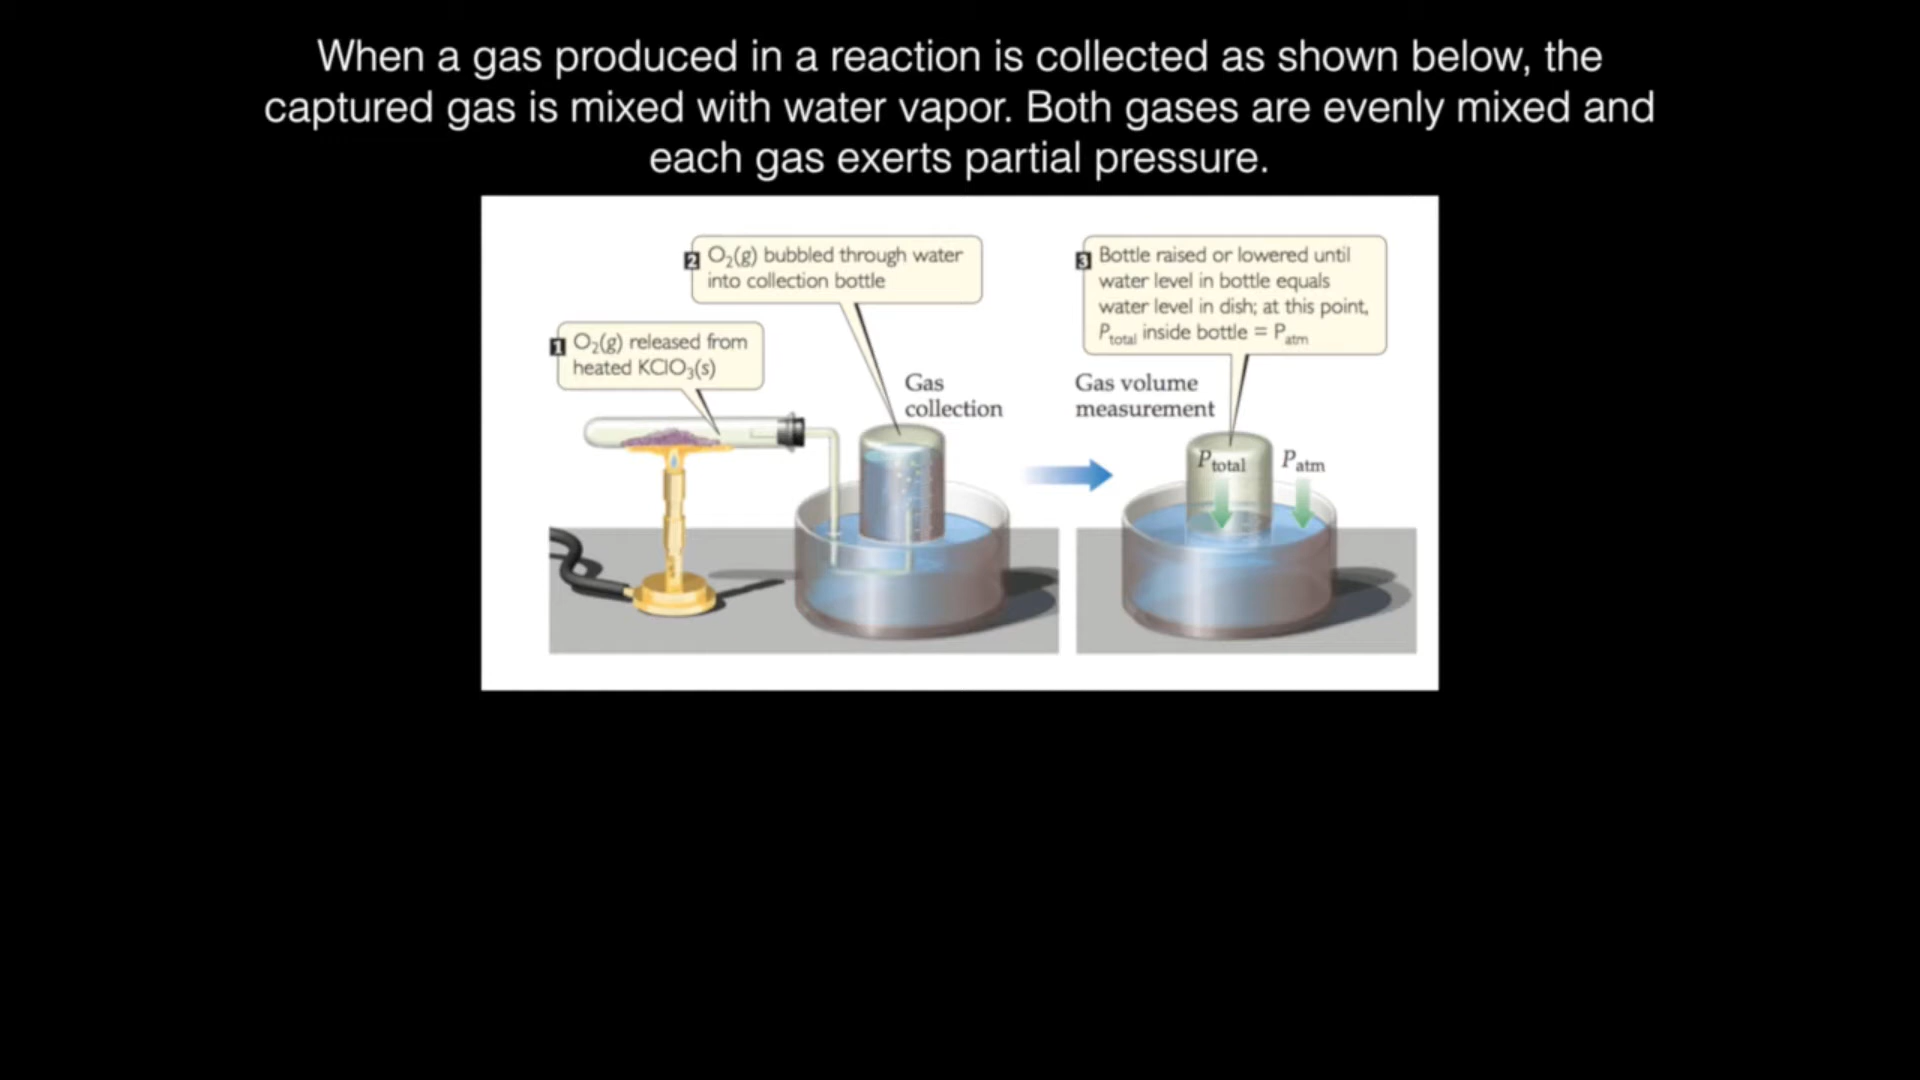 When a gas produced in a reaction is collected as shown below, the
captured gas is mixed with water vapor. Both gases are evenly mixed and
each gas exerts partial pressure.
1 O₂(g) released from
heated KClO₃(s)
2 O₂(g) bubbled through water
into collection bottle
Gas
collection
3 Bottle raised or lowered until
water level in bottle equals
water level in dish; at this point,
Ptotal inside bottle = Patm
Gas volume
measurement
Ptotal
Patm